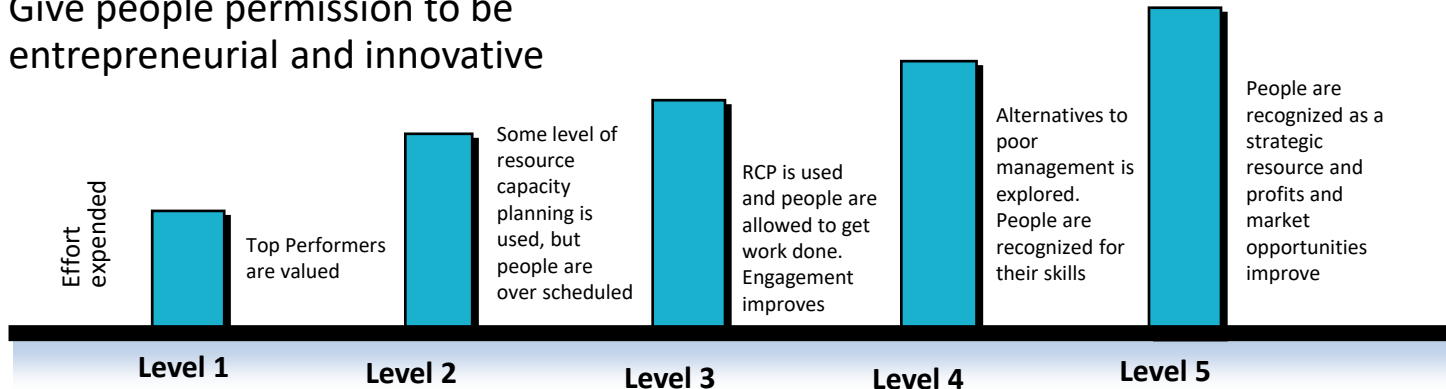 Give people permission to be
entrepreneurial and innovative
Effort
expended
Top Performers
are valued
Some level of
resource
capacity
planning is
used, but
people are
over scheduled
RCP is used
and people are
allowed to get
work done.
Engagement
improves
Alternatives to
poor
management is
explored.
People are
recognized for
their skills
People are
recognized as a
strategic
resource and
profits and
market
opportunities
improve
Level 1
Level 2
Level 3
Level 4
Level 5